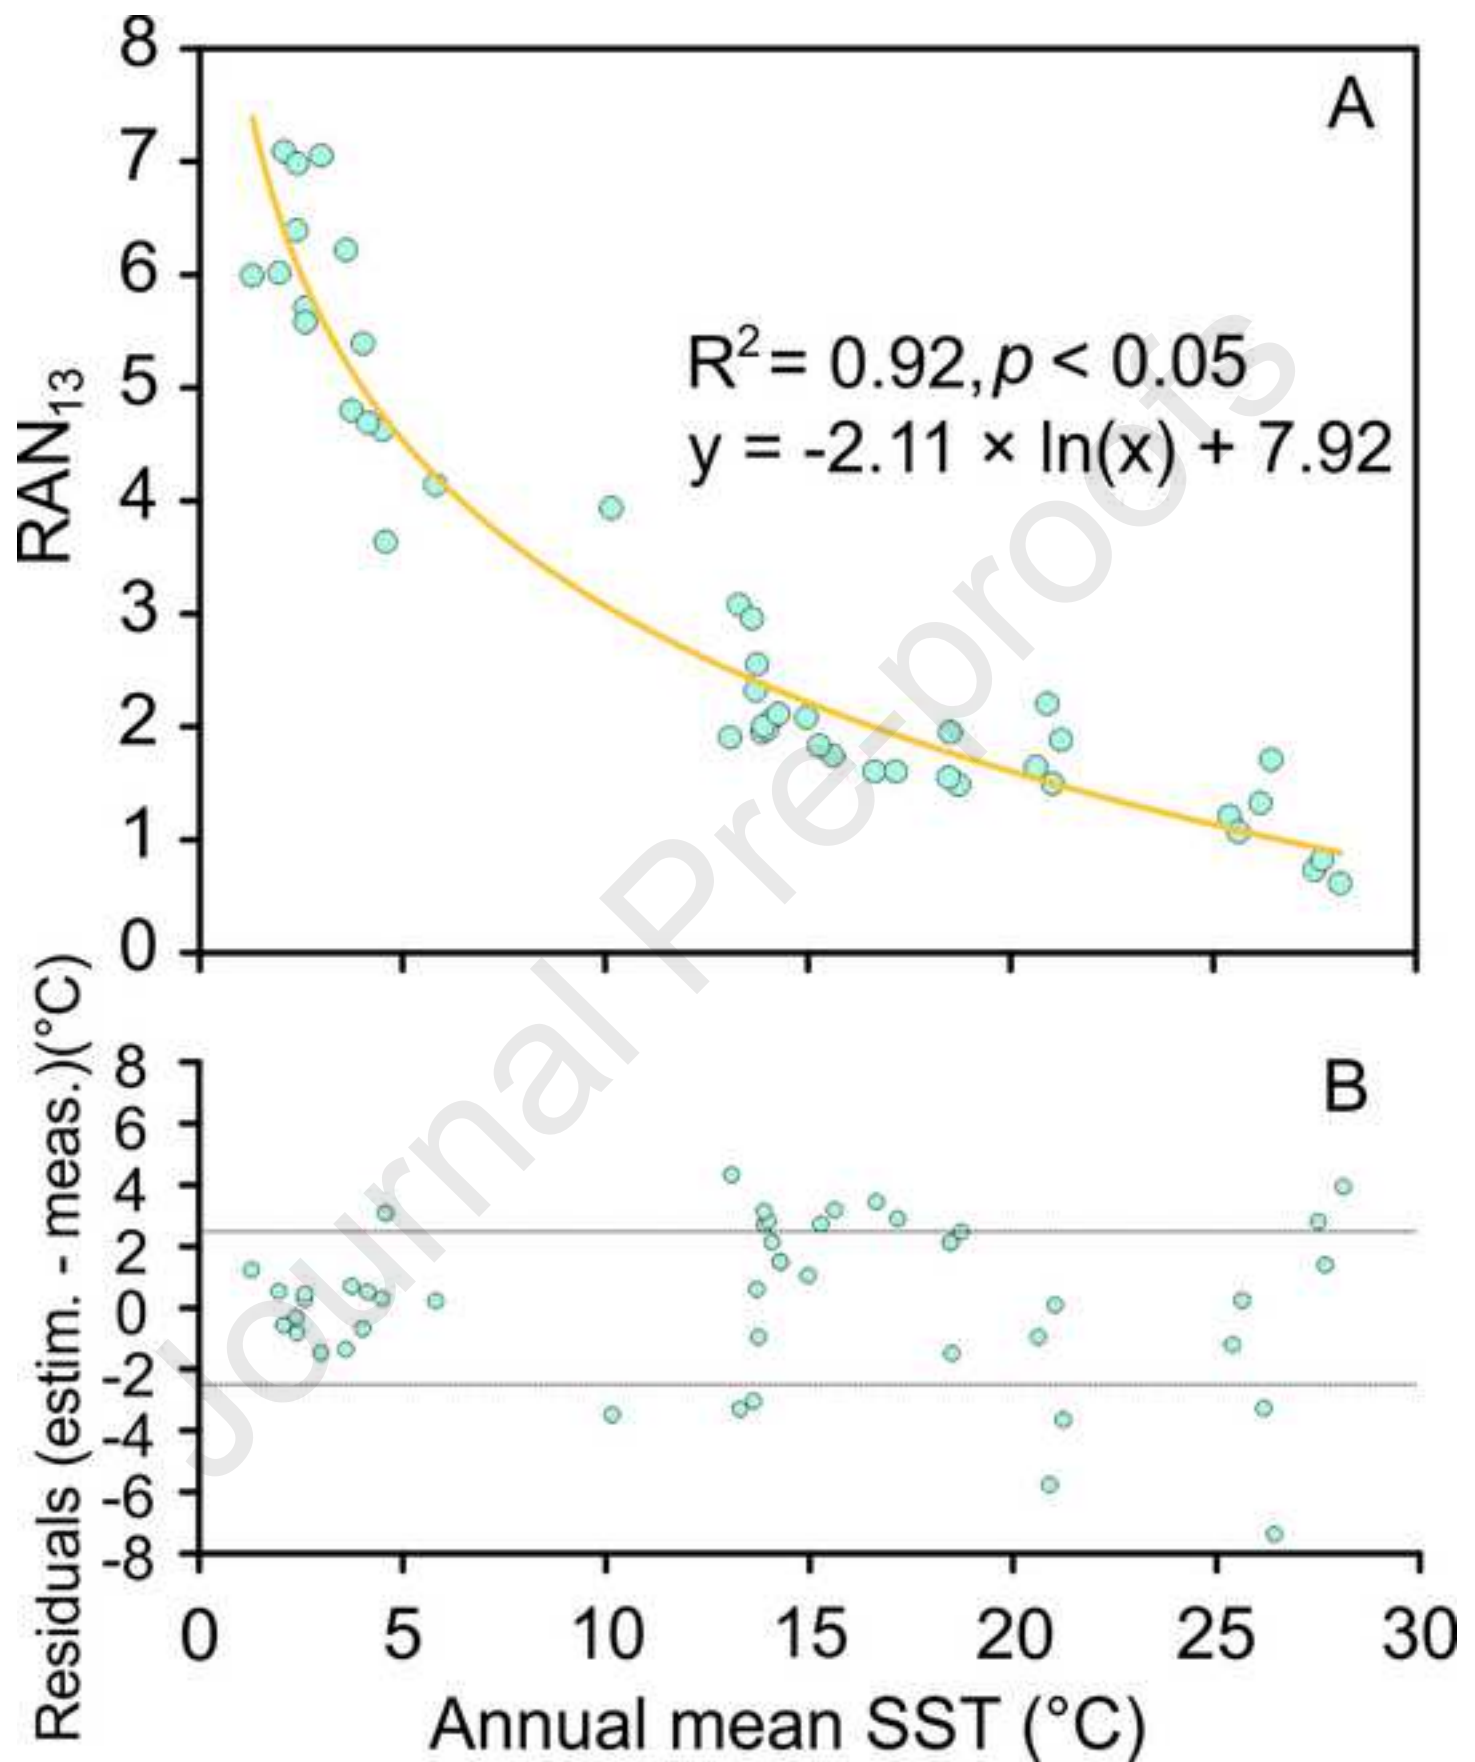 8
A
7
6
5
4
3
2
1
0
RAN13
R2 = 0.92, p < 0.05
y = -2.11 × ln(x) + 7.92
Journal Pre-proofs
8
B
6
4
2
0
-2
-4
-6
-8
Residuals (estim. - meas.)(°C)
0 5 10 15 20 25 30
Annual mean SST (°C)